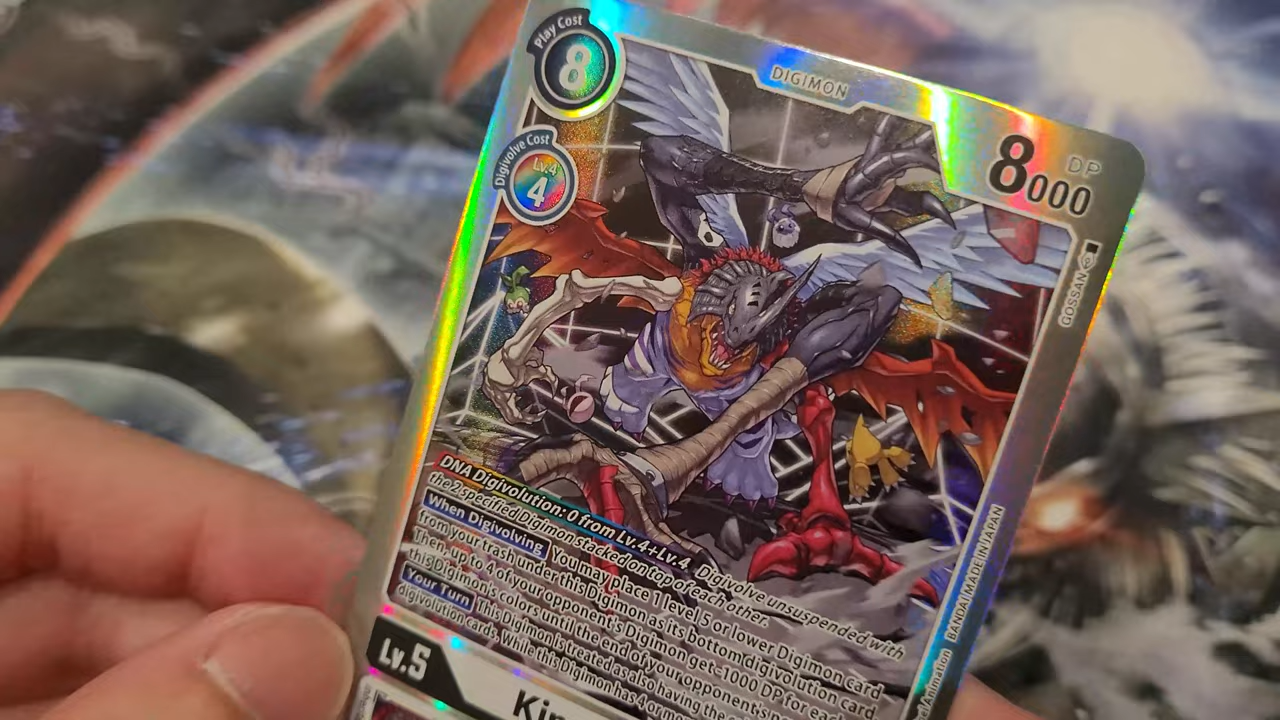 Play Cost
8
DIGIMON
8000 DP
Digivolve Cost
Lv.4
4
GOSSAN
DNA Digivolution: 0 from Lv.4+Lv.4 Digivolve unsuspended with
the 2 specified Digimon stacked on top of each other.
When Digivolving You may place 1 level 5 or lower Digimon card
from your trash under this Digimon as its bottom digivolution card.
Then, up to 4 of your opponent's Digimon get -1000 DP for each
this Digimon's colors until the end of your opponent's
Your Turn This Digimon is treated as also having the
digivolution cards. While this Digimon has 4 or
BANDAI MADE IN JAPAN
Animation
Lv.5